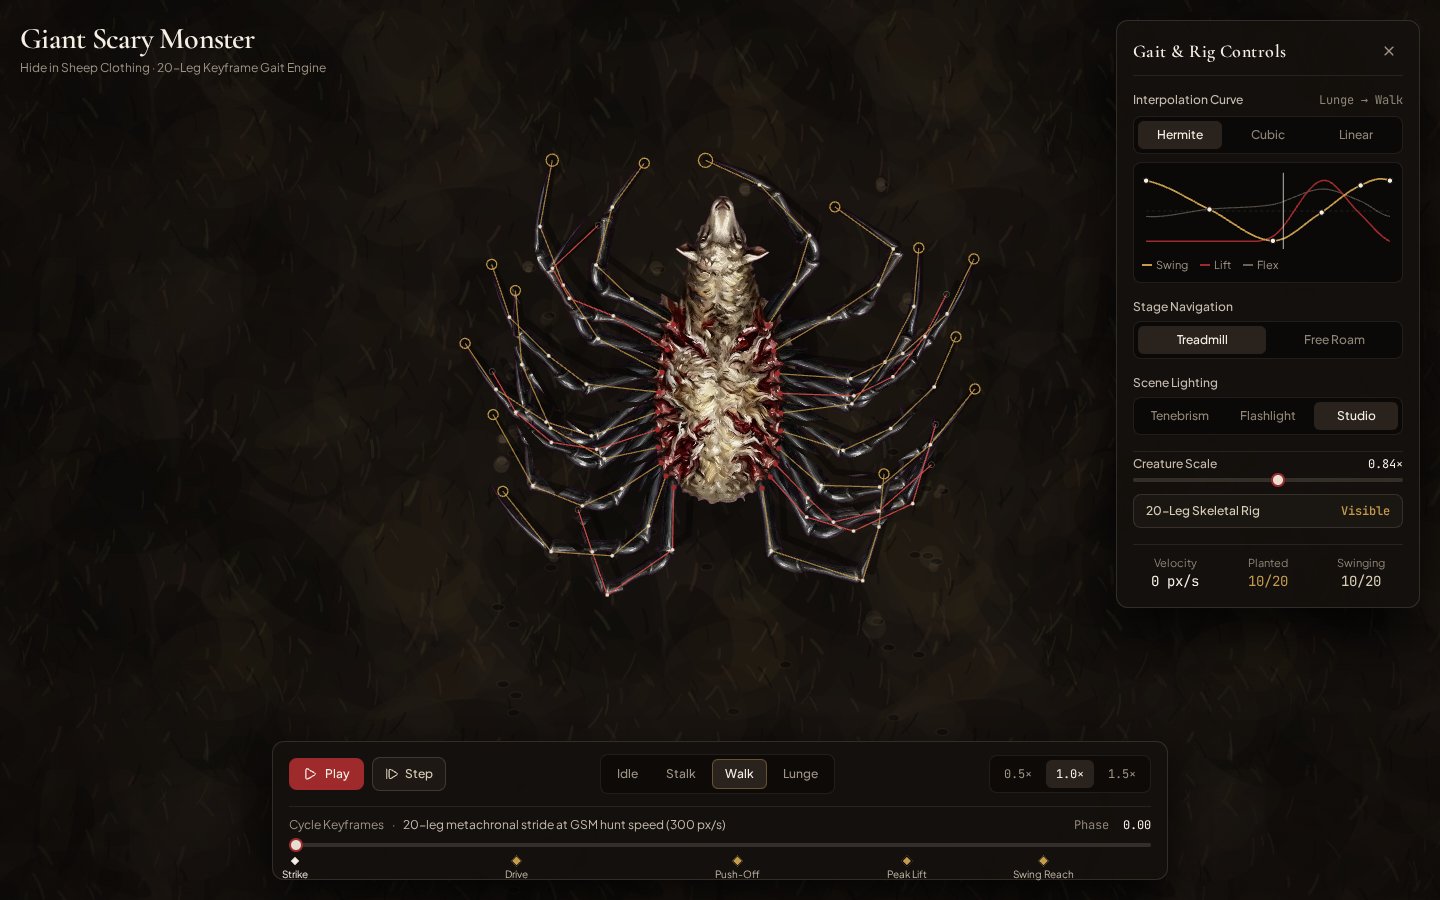 Giant Scary Monster
Hide in Sheep Clothing · 20-Leg Keyframe Gait Engine
Gait & Rig Controls
Interpolation Curve Lunge → Walk
Hermite Cubic Linear
Swing Lift Flex
Stage Navigation
Treadmill Free Roam
Scene Lighting
Tenebrism Flashlight Studio
Creature Scale 0.84×
20-Leg Skeletal Rig Visible
Velocity Planted Swinging
0 px/s 10/20 10/20
Play Step Idle Stalk Walk Lunge 0.5× 1.0× 1.5×
Cycle Keyframes · 20-leg metachronal stride at GSM hunt speed (300 px/s) Phase 0.00
Strike Drive Push-Off Peak Lift Swing Reach